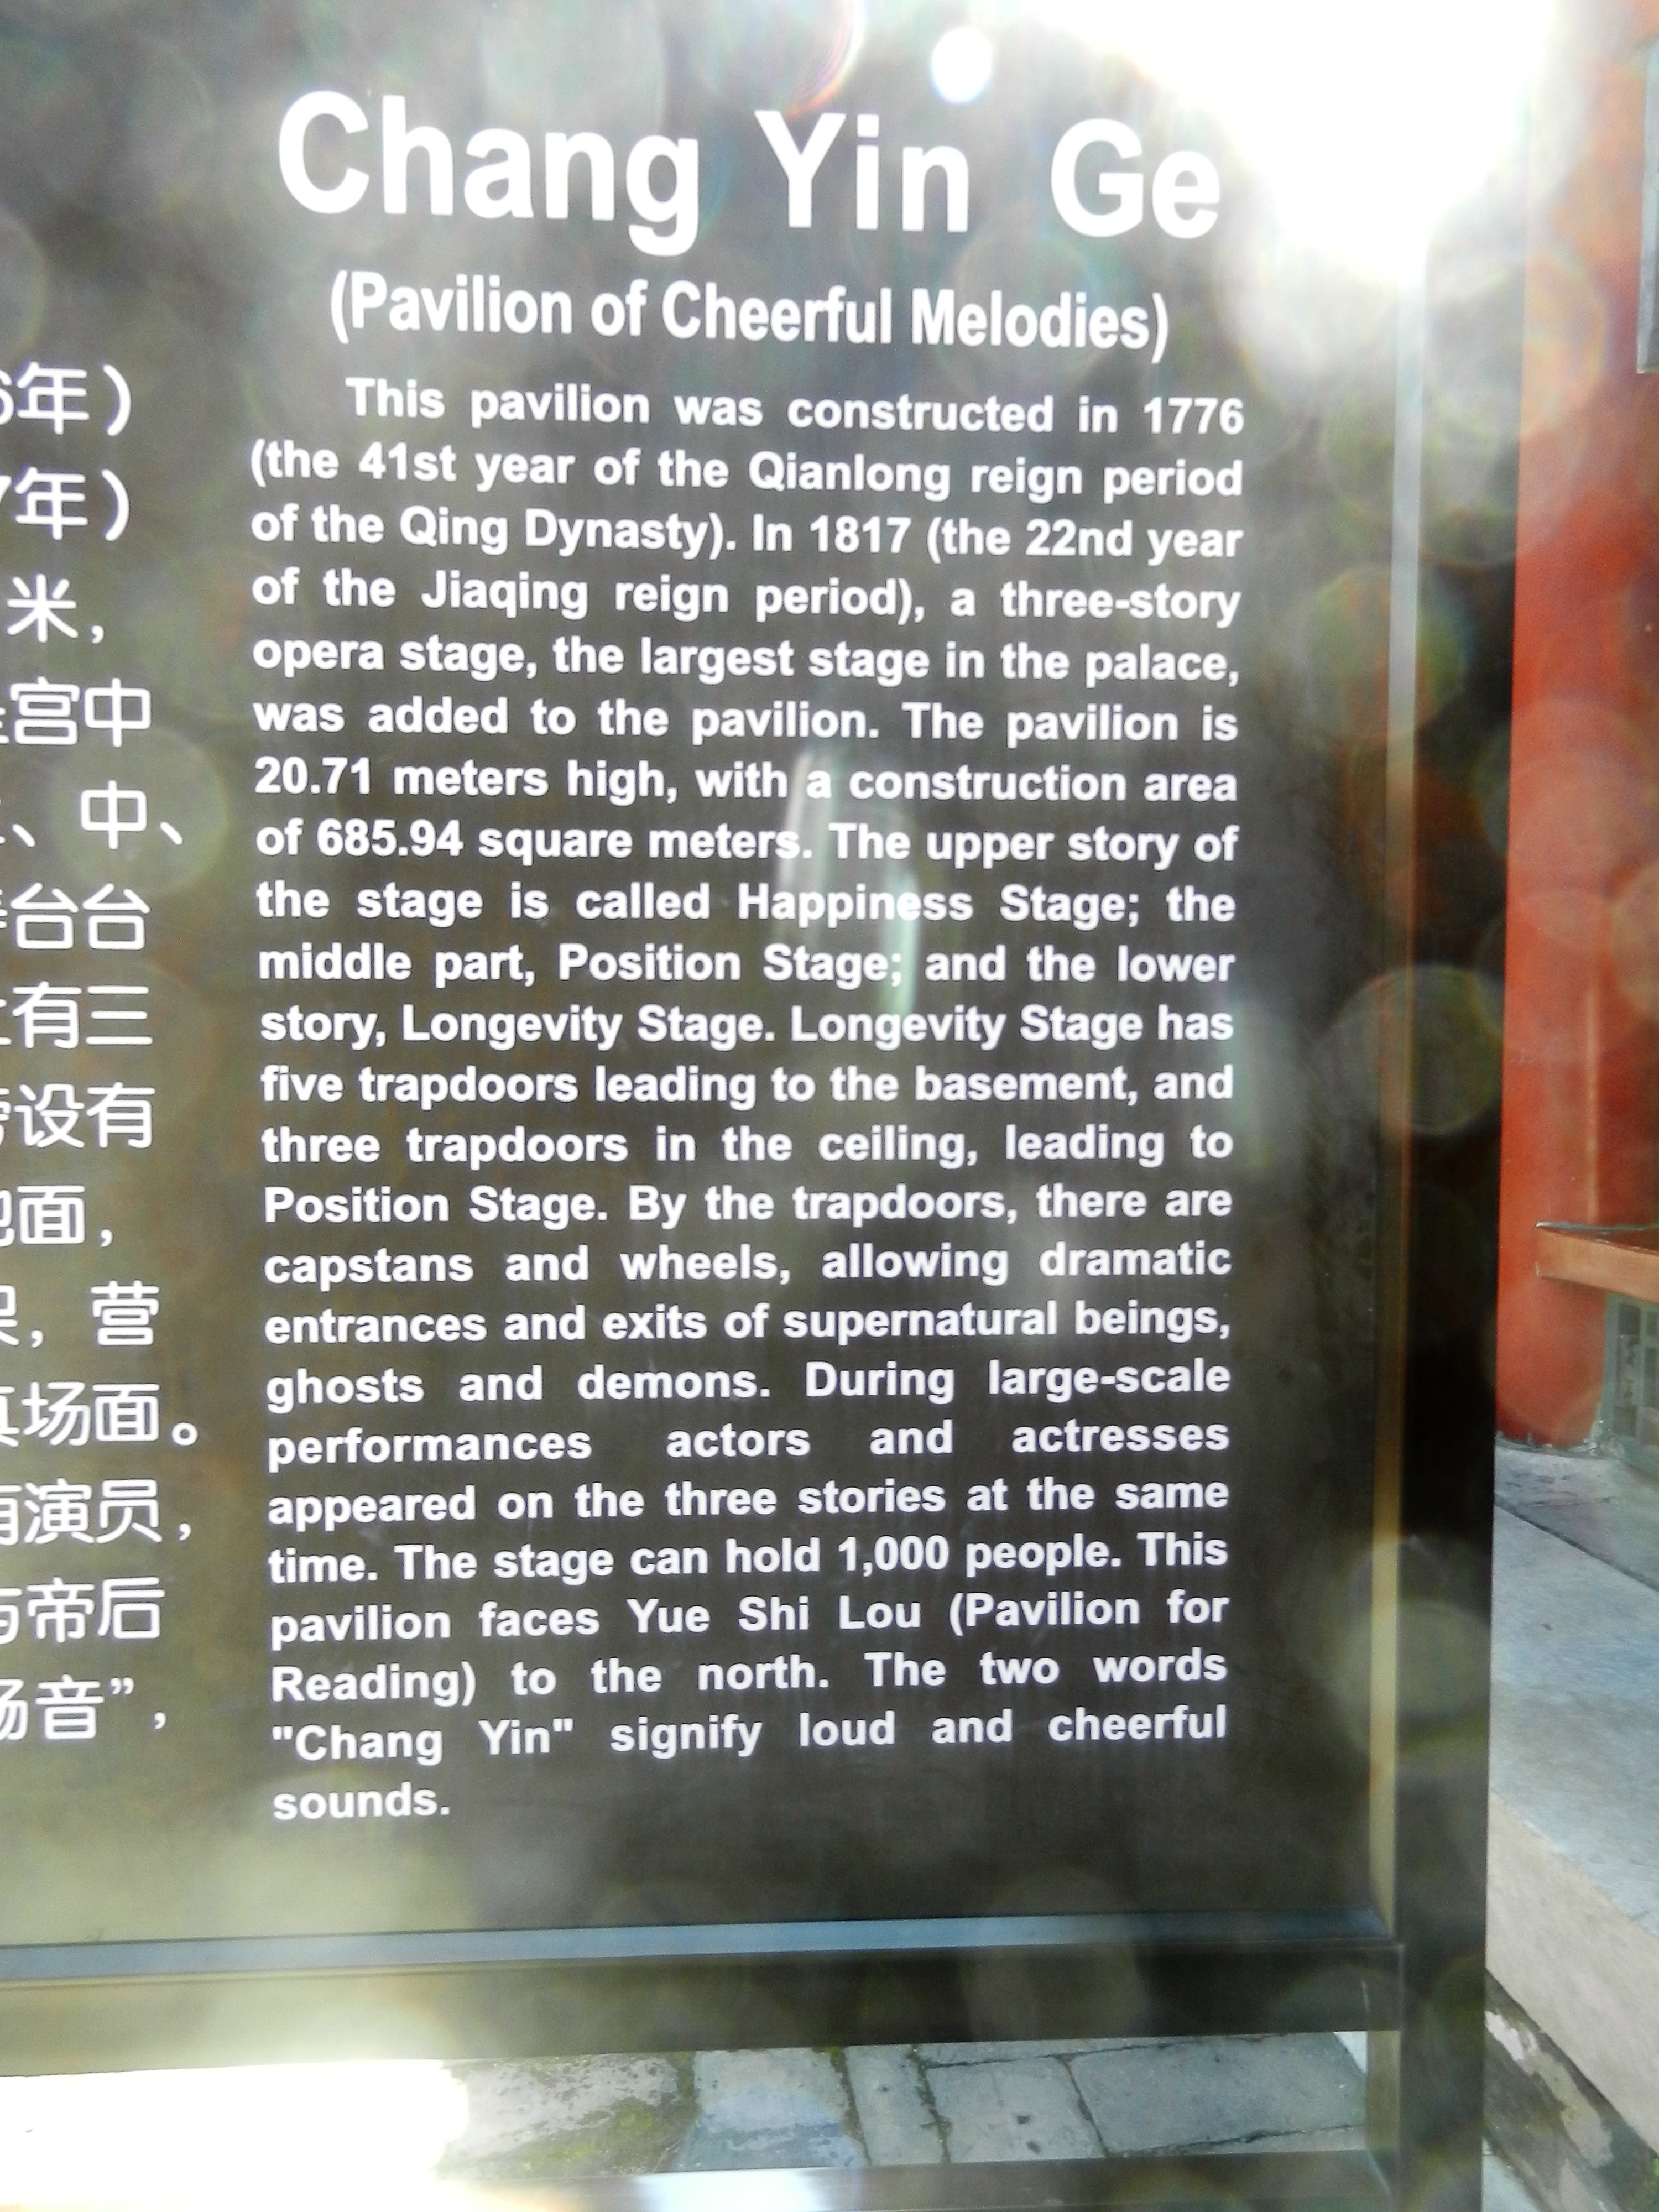 6年）
7年）
米，
宫中
、中、
台台
有三
设有
面，
，营
场面。
演员，
帝后
音”，
Chang Yin Ge
(Pavilion of Cheerful Melodies)
This pavilion was constructed in 1776
(the 41st year of the Qianlong reign period
of the Qing Dynasty). In 1817 (the 22nd year
of the Jiaqing reign period), a three-story
opera stage, the largest stage in the palace,
was added to the pavilion. The pavilion is
20.71 meters high, with a construction area
of 685.94 square meters. The upper story of
the stage is called Happiness Stage; the
middle part, Position Stage; and the lower
story, Longevity Stage. Longevity Stage has
five trapdoors leading to the basement, and
three trapdoors in the ceiling, leading to
Position Stage. By the trapdoors, there are
capstans and wheels, allowing dramatic
entrances and exits of supernatural beings,
ghosts and demons. During large-scale
performances actors and actresses
appeared on the three stories at the same
time. The stage can hold 1,000 people. This
pavilion faces Yue Shi Lou (Pavilion for
Reading) to the north. The two words
"Chang Yin" signify loud and cheerful
sounds.